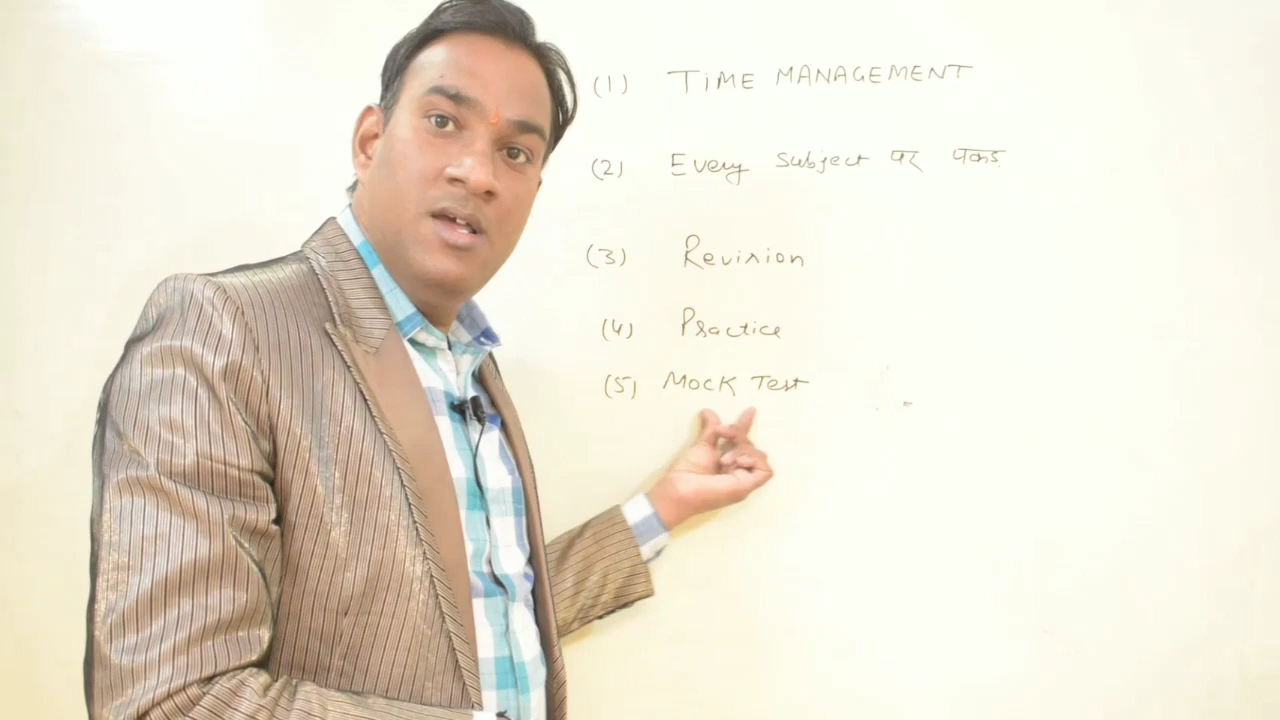 (1) TIME MANAGEMENT
(2) Every subject पर पकड़
(3) Revision
(4) Practice
(5) Mock Test